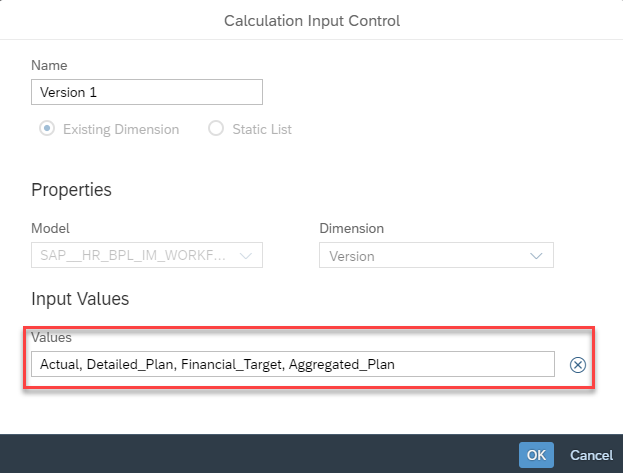 Calculation Input Control
Name
Version 1
Existing Dimension Static List
Properties
Model Dimension
SAP__HR_BPL_IM_WORKF... Version
Input Values
Values
Actual, Detailed_Plan, Financial_Target, Aggregated_Plan
OK Cancel